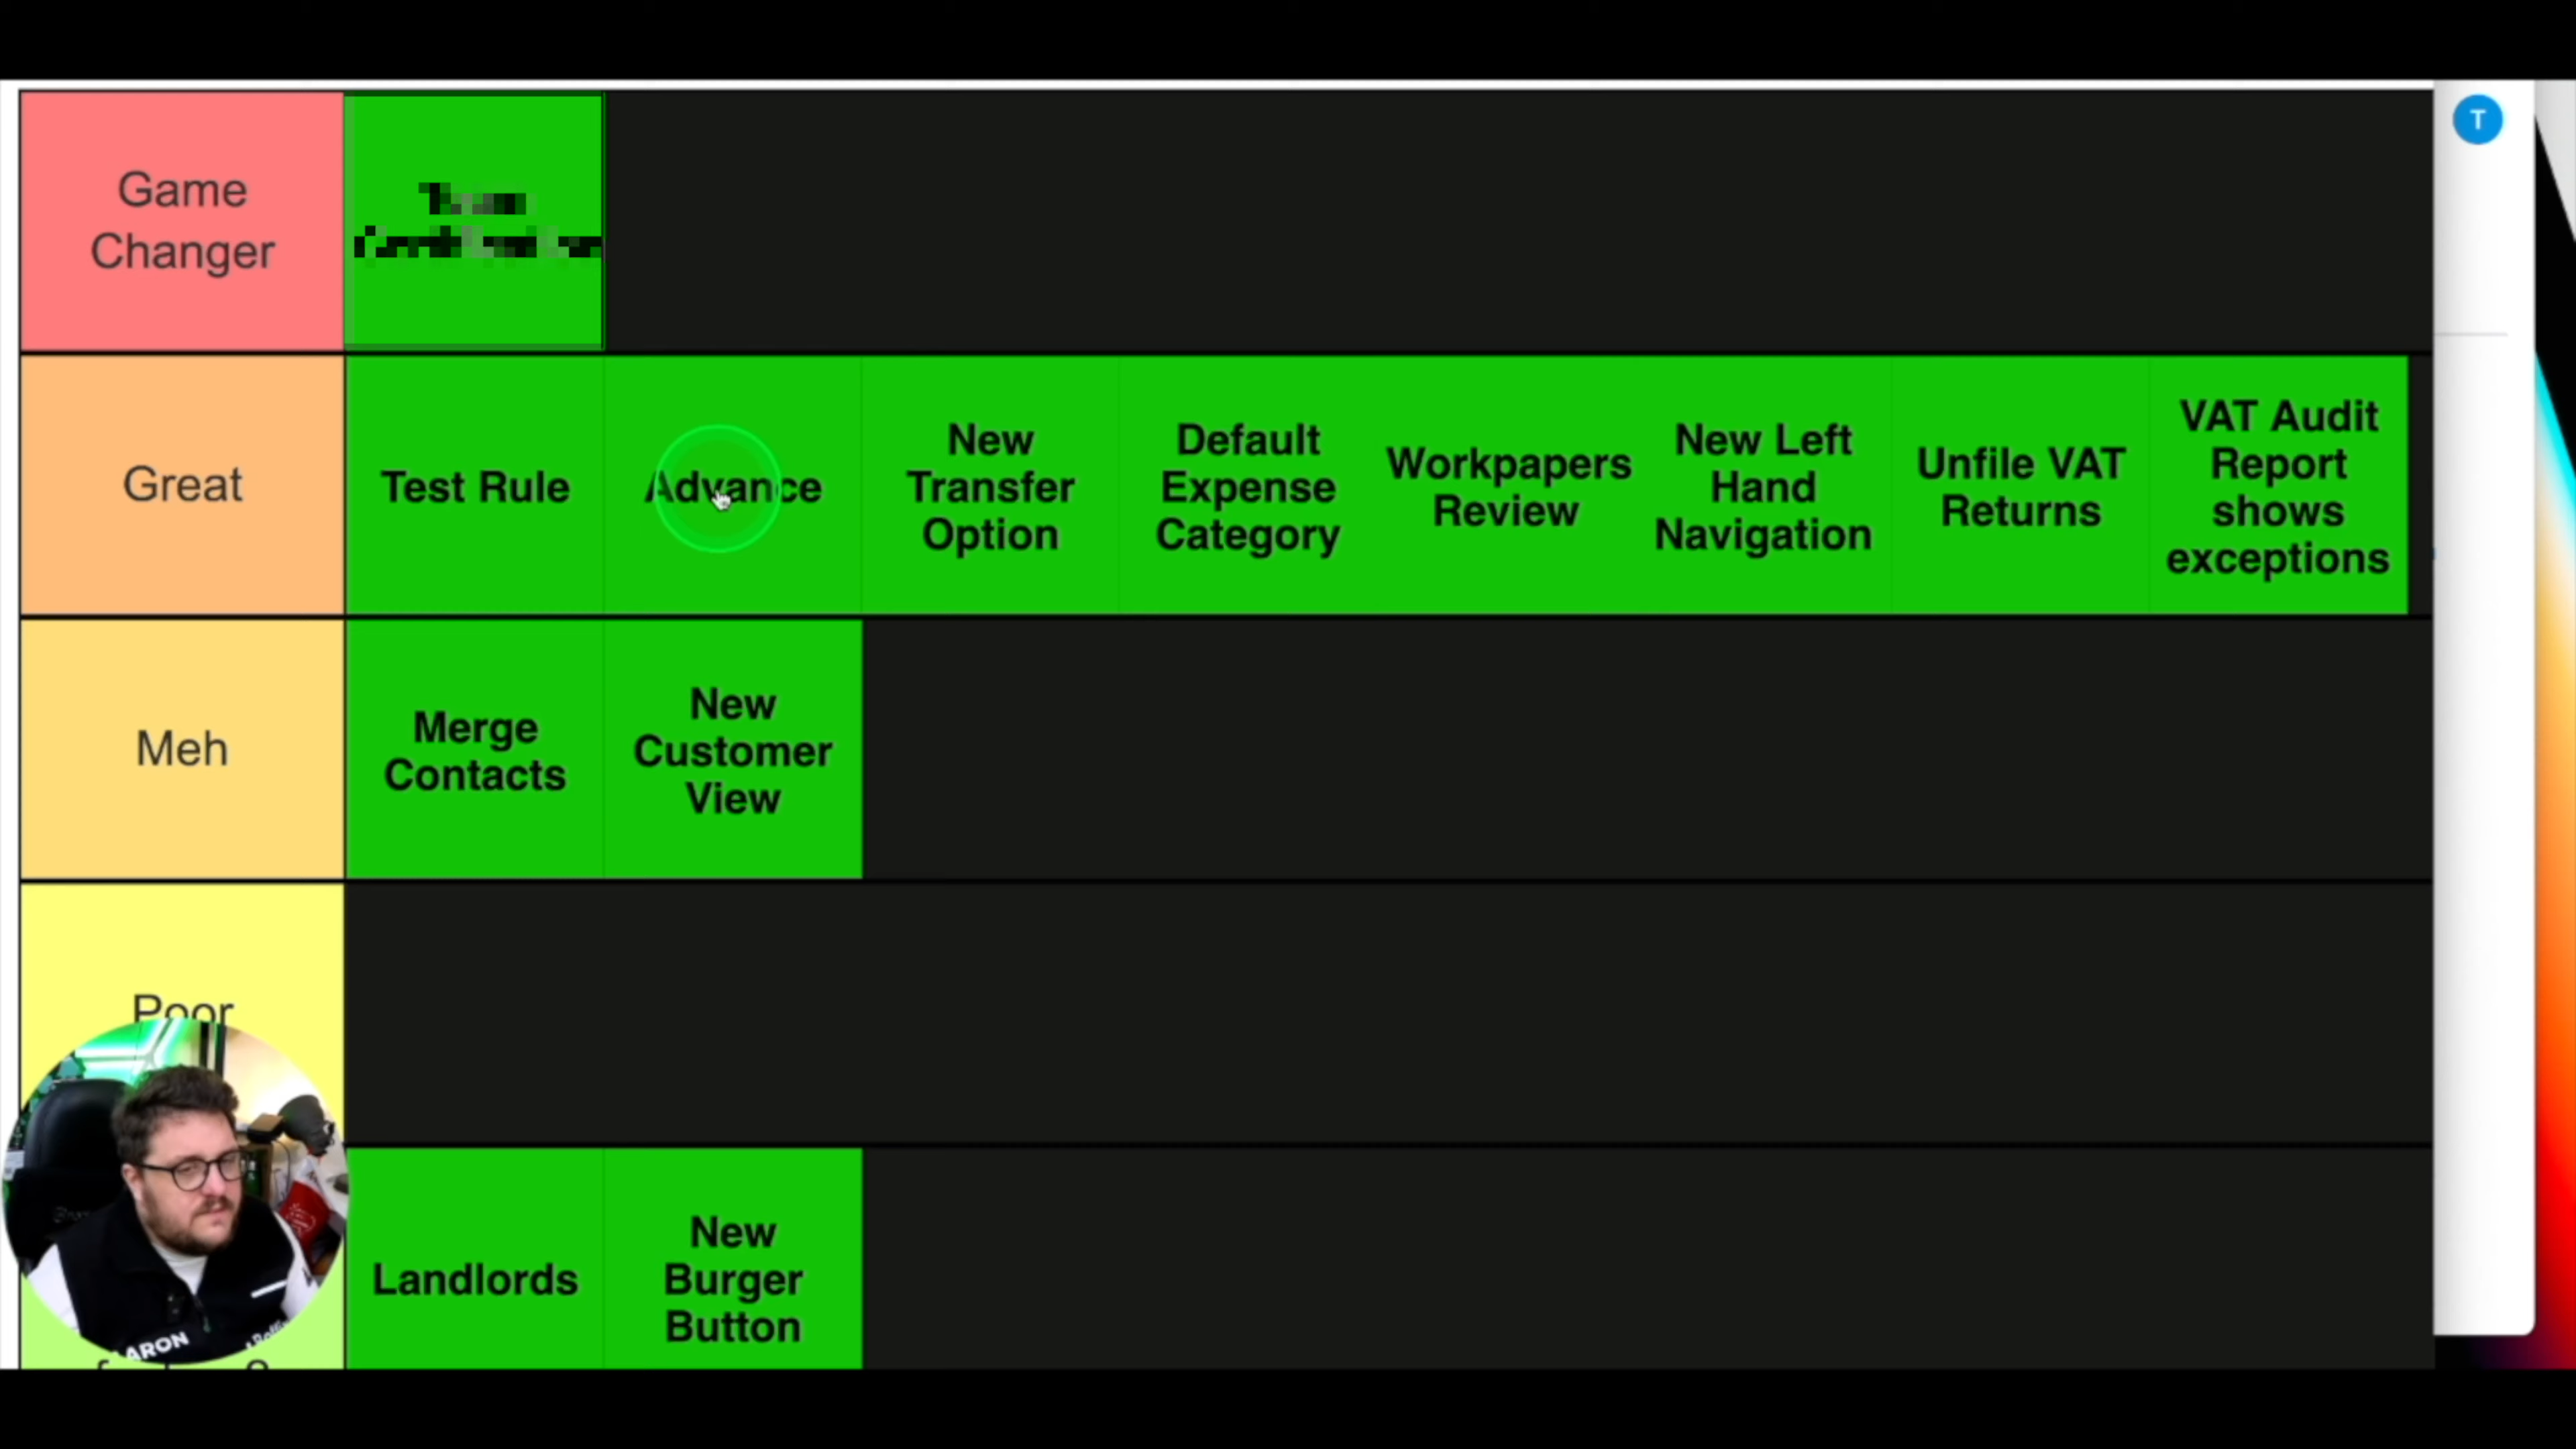 Game
Changer
T
Great
Test Rule
Advance
New
Transfer
Option
Default
Expense
Category
Workpapers
Review
New Left
Hand
Navigation
Unfile VAT
Returns
VAT Audit
Report
shows
exceptions
Meh
Merge
Contacts
New
Customer
View
Poor
Landlords
New
Burger
Button